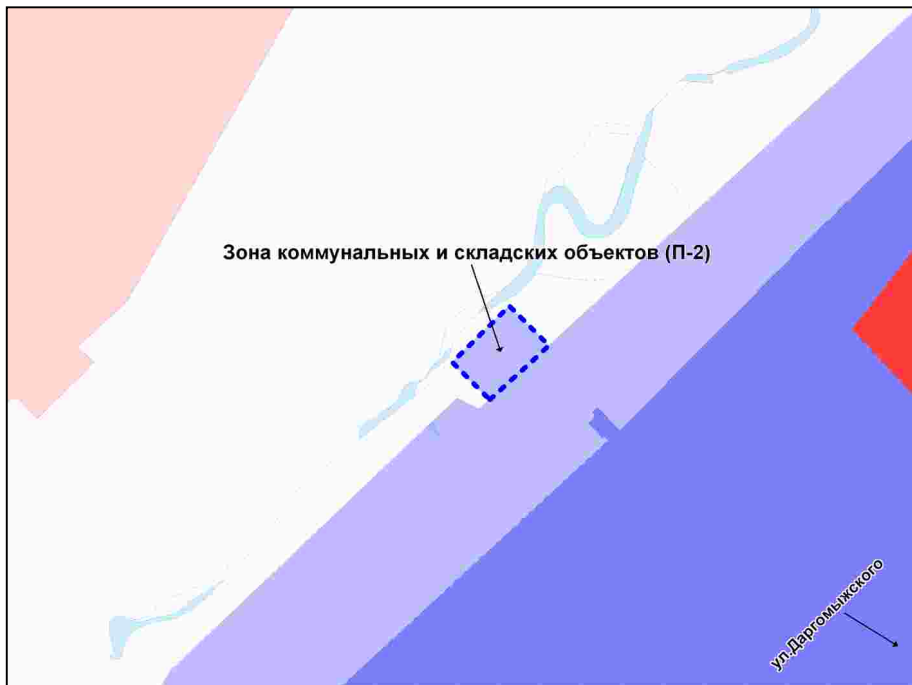 Зона коммунальных и складских объектов (П-2)
ул.Даргомыжского